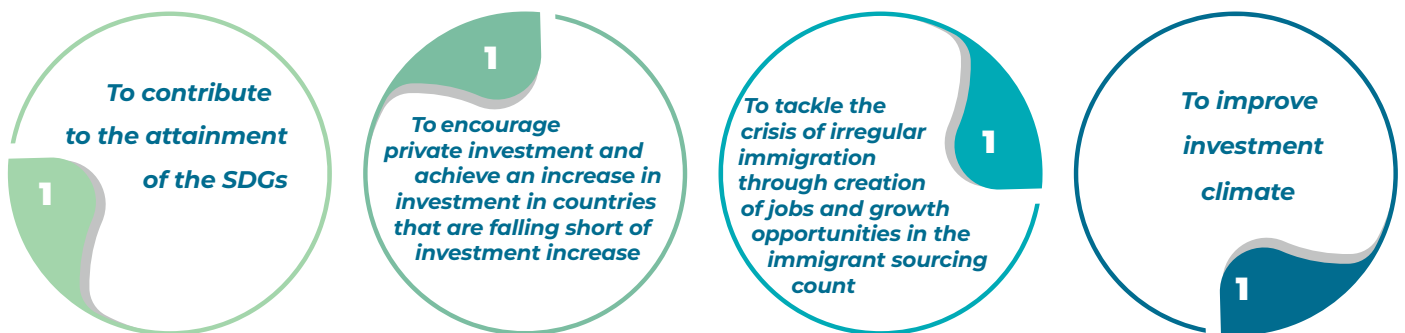 1
To contribute
to the attainment
of the SDGs
1
To encourage
private investment and
achieve an increase in
investment in countries
that are falling short of
investment increase
1
To tackle the
crisis of irregular
immigration
through creation
of jobs and growth
opportunities in the
immigrant sourcing
count
1
To improve
investment
climate